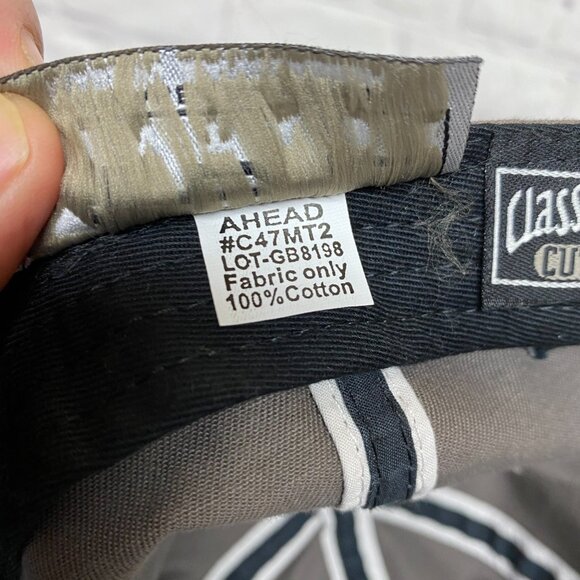 AHEAD
#C47MT2
LOT-GB8198
Fabric only
100%Cotton